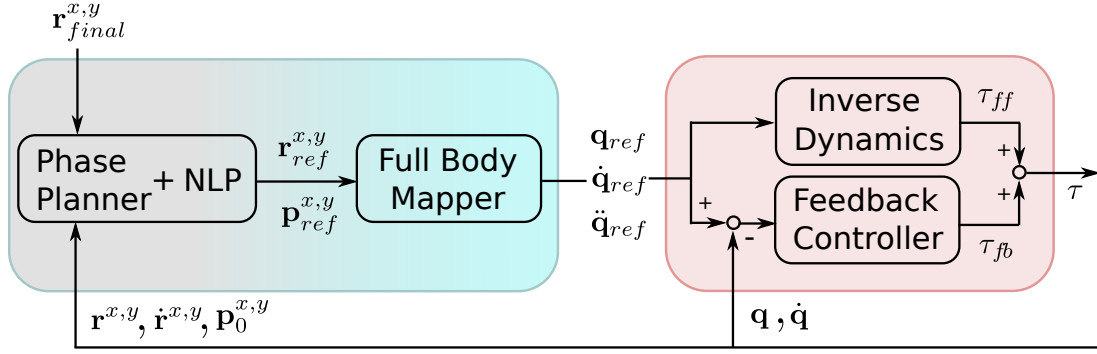 r^{x,y}_{final}
Phase Planner + NLP
r^{x,y}_{ref}
p^{x,y}_{ref}
Full Body
Mapper
q_{ref}
q̇_{ref}
q̈_{ref}
Inverse
Dynamics
τ_{ff}
+
+
-
Feedback
Controller
+
τ_{fb}
τ
r^{x,y}, ṙ^{x,y}, p^{x,y}_0
q , q̇